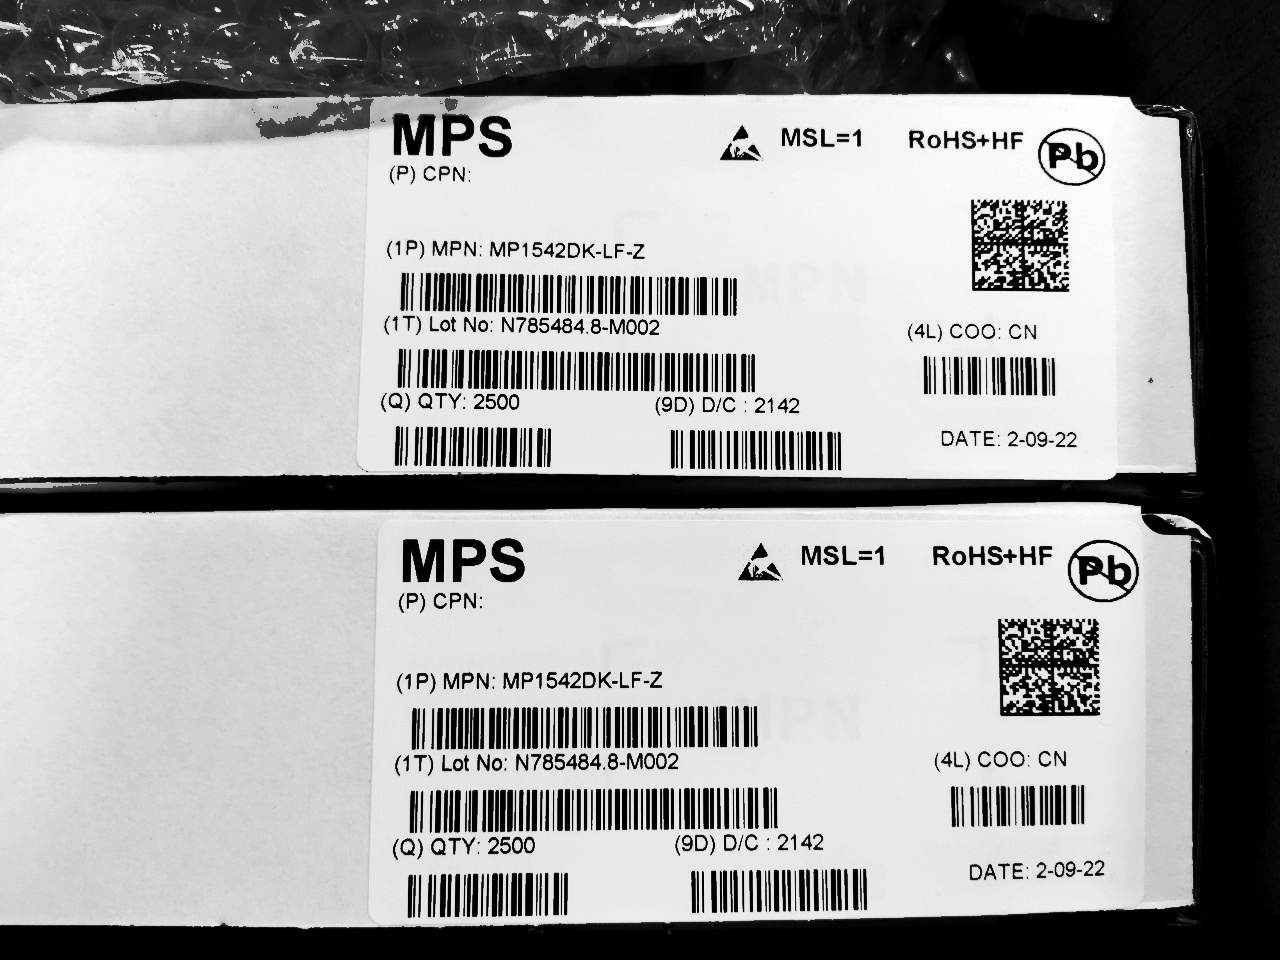 MPS
MSL=1
RoHS+HF
Pb
(P) CPN:
(1P) MPN: MP1542DK-LF-Z
(1T) Lot No: N785484.8-M002
(4L) COO: CN
(Q) QTY: 2500
(9D) D/C : 2142
DATE: 2-09-22
MPN
MPS
MSL=1
RoHS+HF
Pb
(P) CPN:
(1P) MPN: MP1542DK-LF-Z
(1T) Lot No: N785484.8-M002
(4L) COO: CN
(Q) QTY: 2500
(9D) D/C : 2142
DATE: 2-09-22
MPN